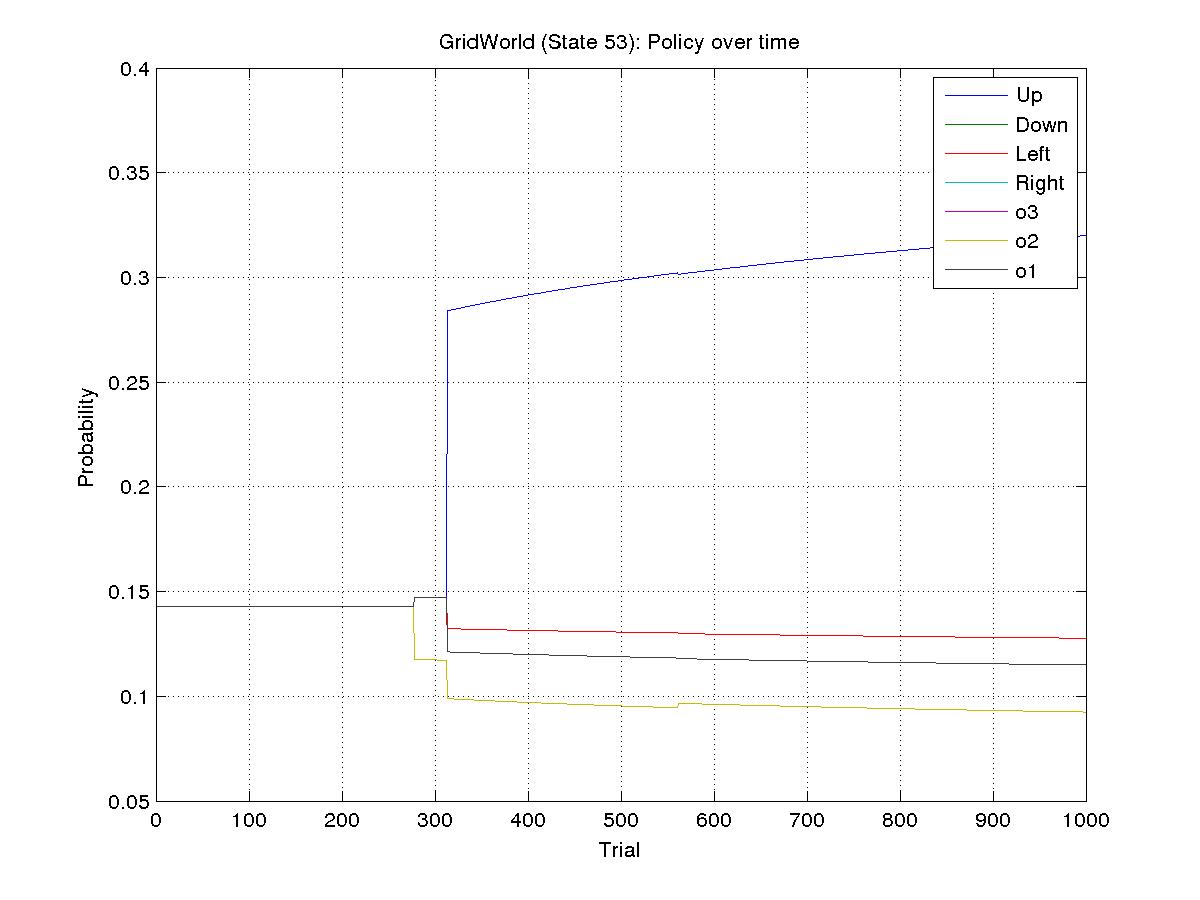 GridWorld (State 53): Policy over time
0.4
0.35
0.3
0.25
0.2
0.15
0.1
0.05
Probability
0 100 200 300 400 500 600 700 800 900 1000
Trial
Up
Down
Left
Right
o3
o2
o1